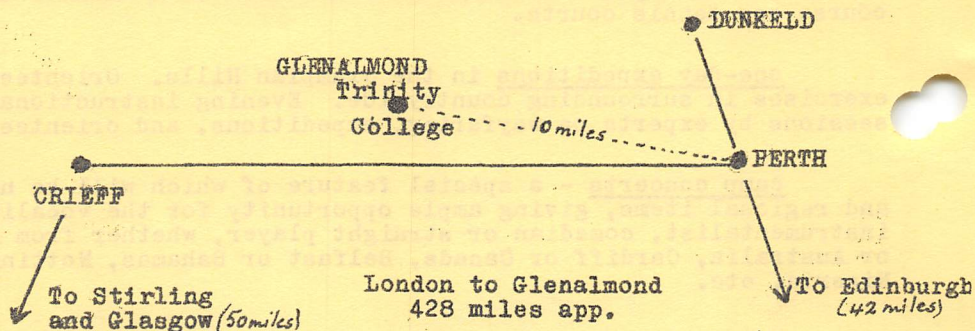 DUNKELD
GLENALMOND
Trinity
College
10 miles
PERTH
CRIEFF
To Stirling
and Glasgow (50 miles)
London to Glenalmond
428 miles app.
To Edinburgh
(42 miles)